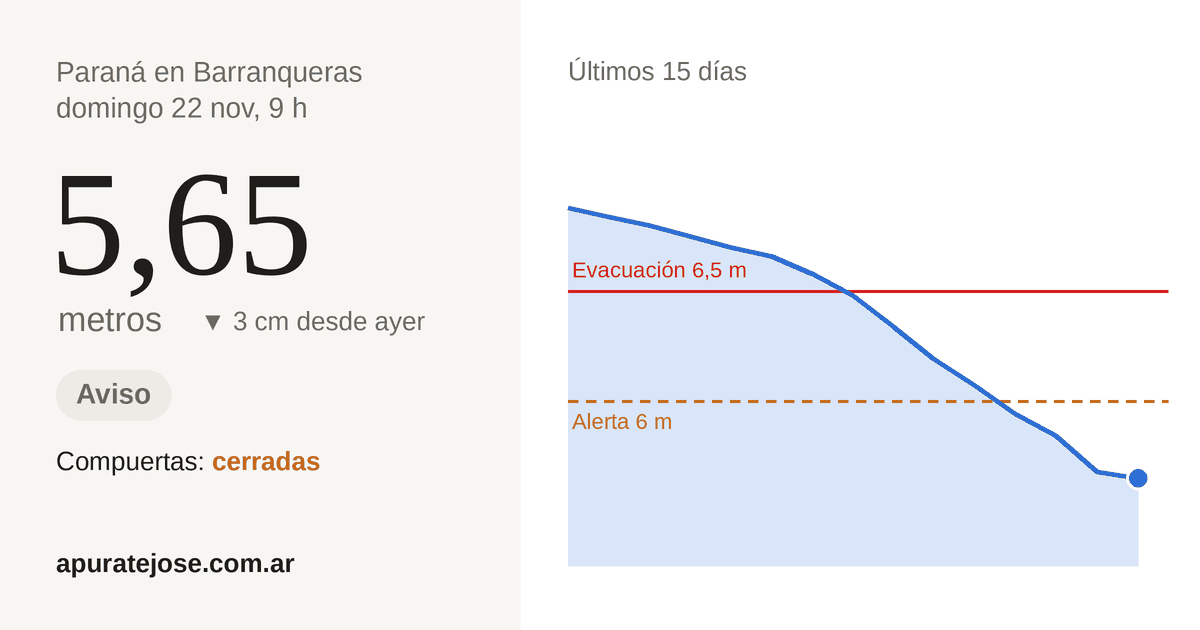 Paraná en Barranqueras
domingo 22 nov, 9 h
5,65
metros ▼ 3 cm desde ayer
Aviso
Compuertas: cerradas
apuratejose.com.ar
Últimos 15 días
Evacuación 6,5 m
Alerta 6 m